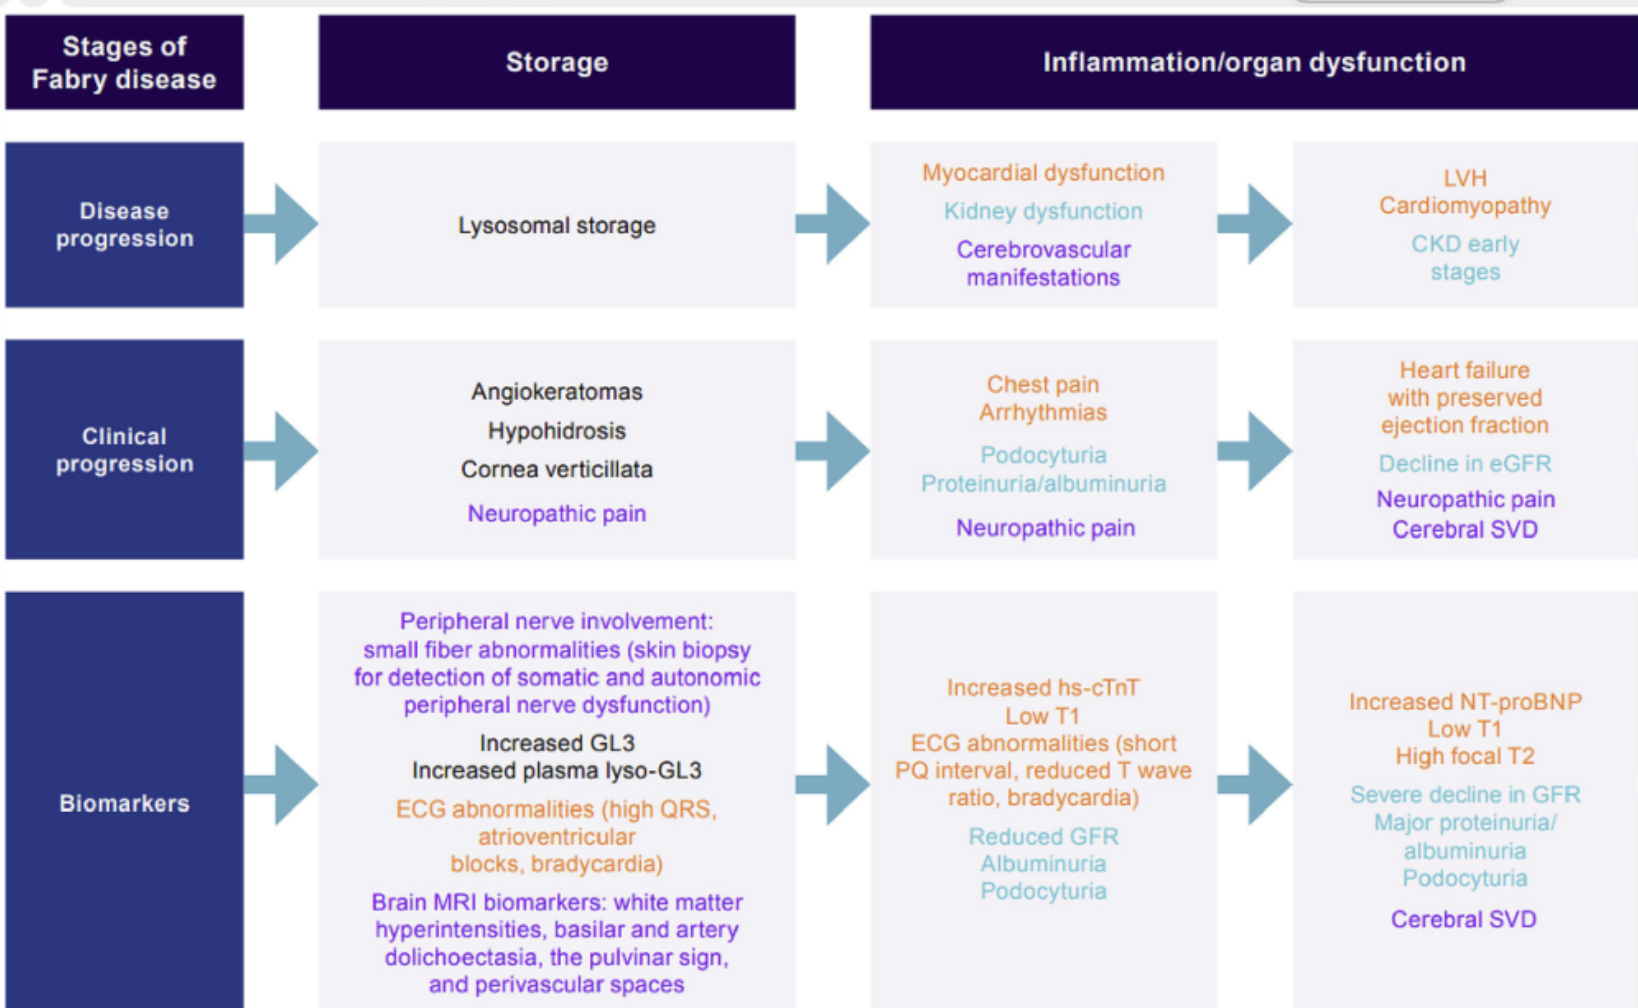 Stages of
Fabry disease
Storage
Inflammation/organ dysfunction
Disease
progression
Lysosomal storage
Myocardial dysfunction
Kidney dysfunction
Cerebrovascular
manifestations
LVH
Cardiomyopathy
CKD early
stages
Clinical
progression
Angiokeratomas
Hypohidrosis
Cornea verticillata
Neuropathic pain
Chest pain
Arrhythmias
Podocyturia
Proteinuria/albuminuria
Neuropathic pain
Heart failure
with preserved
ejection fraction
Decline in eGFR
Neuropathic pain
Cerebral SVD
Biomarkers
Peripheral nerve involvement:
small fiber abnormalities (skin biopsy
for detection of somatic and autonomic
peripheral nerve dysfunction)
Increased GL3
Increased plasma lyso-GL3
ECG abnormalities (high QRS,
atrioventricular
blocks, bradycardia)
Brain MRI biomarkers: white matter
hyperintensities, basilar and artery
dolichoectasia, the pulvinar sign,
and perivascular spaces
Increased hs-cTnT
Low T1
ECG abnormalities (short
PQ interval, reduced T wave
ratio, bradycardia)
Reduced GFR
Albuminuria
Podocyturia
Increased NT-proBNP
Low T1
High focal T2
Severe decline in GFR
Major proteinuria/
albuminuria
Podocyturia
Cerebral SVD